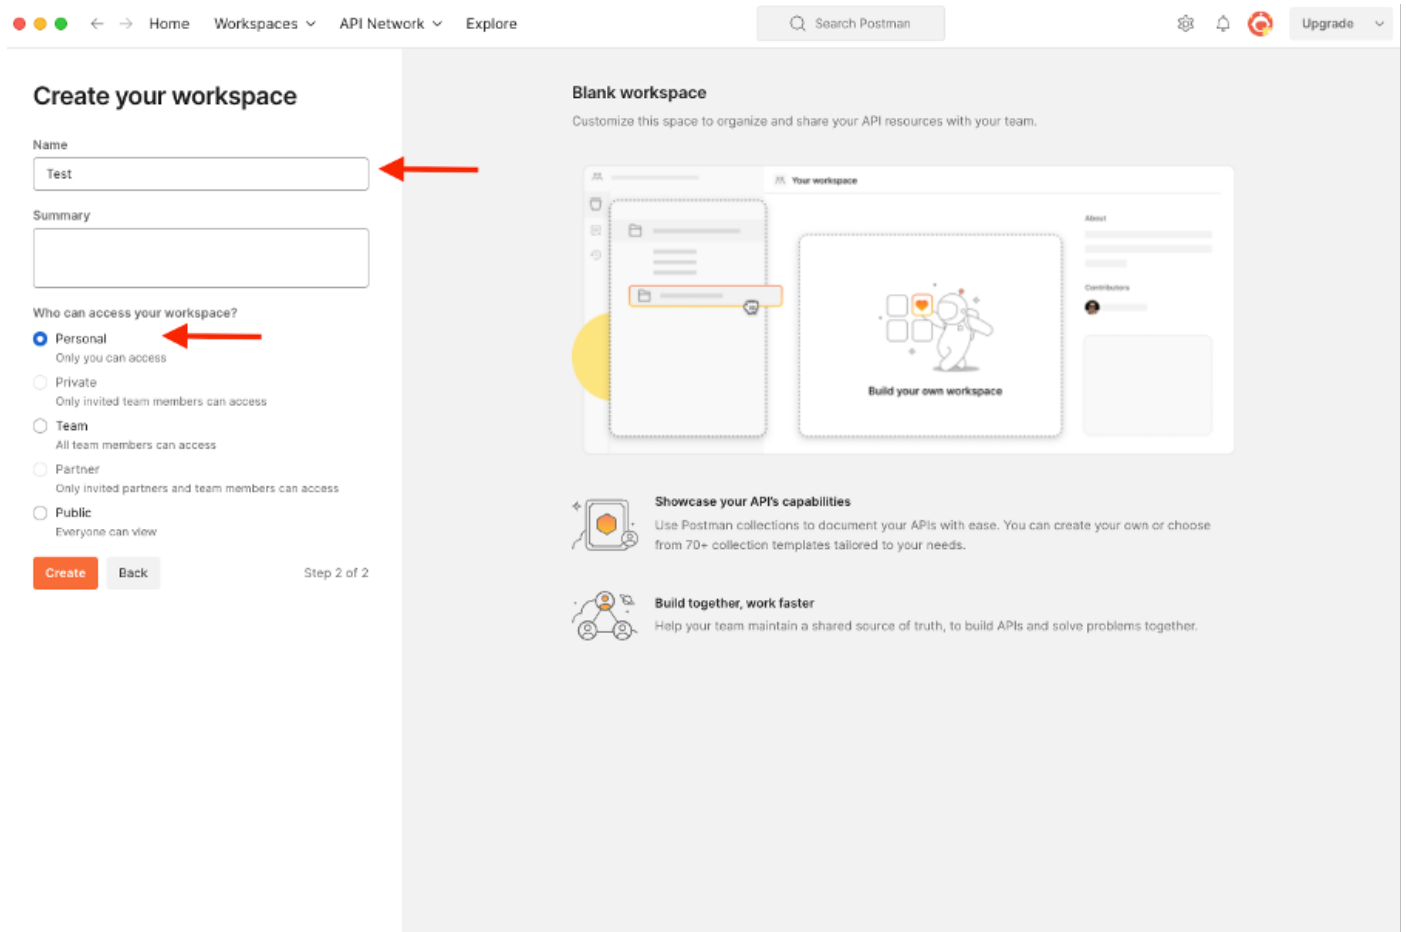 Home Workspaces API Network Explore Search Postman Upgrade
Create your workspace
Name
Test
Summary
Who can access your workspace?
Personal
Only you can access
Private
Only invited team members can access
Team
All team members can access
Partner
Only invited partners and team members can access
Public
Everyone can view
Create Back Step 2 of 2
Blank workspace
Customize this space to organize and share your API resources with your team.
Your workspace
About
Contributors
Build your own workspace
Showcase your API's capabilities
Use Postman collections to document your APIs with ease. You can create your own or choose
from 70+ collection templates tailored to your needs.
Build together, work faster
Help your team maintain a shared source of truth, to build APIs and solve problems together.